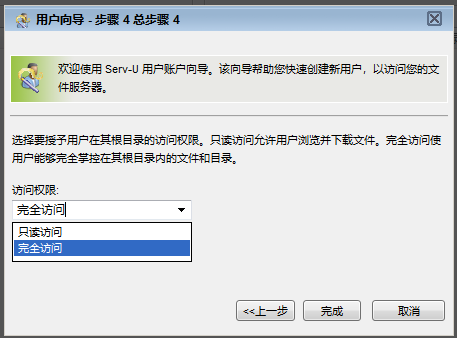 用户向导 - 步骤 4 总步骤 4
欢迎使用 Serv-U 用户账户向导。该向导帮助您快速创建新用户，以访问您的文
件服务器。
选择要授予用户在其根目录的访问权限。只读访问允许用户浏览并下载文件。完全访问使
用户能够完全掌控在其根目录内的文件和目录。
访问权限:
完全访问
只读访问
完全访问
<<上一步 完成 取消